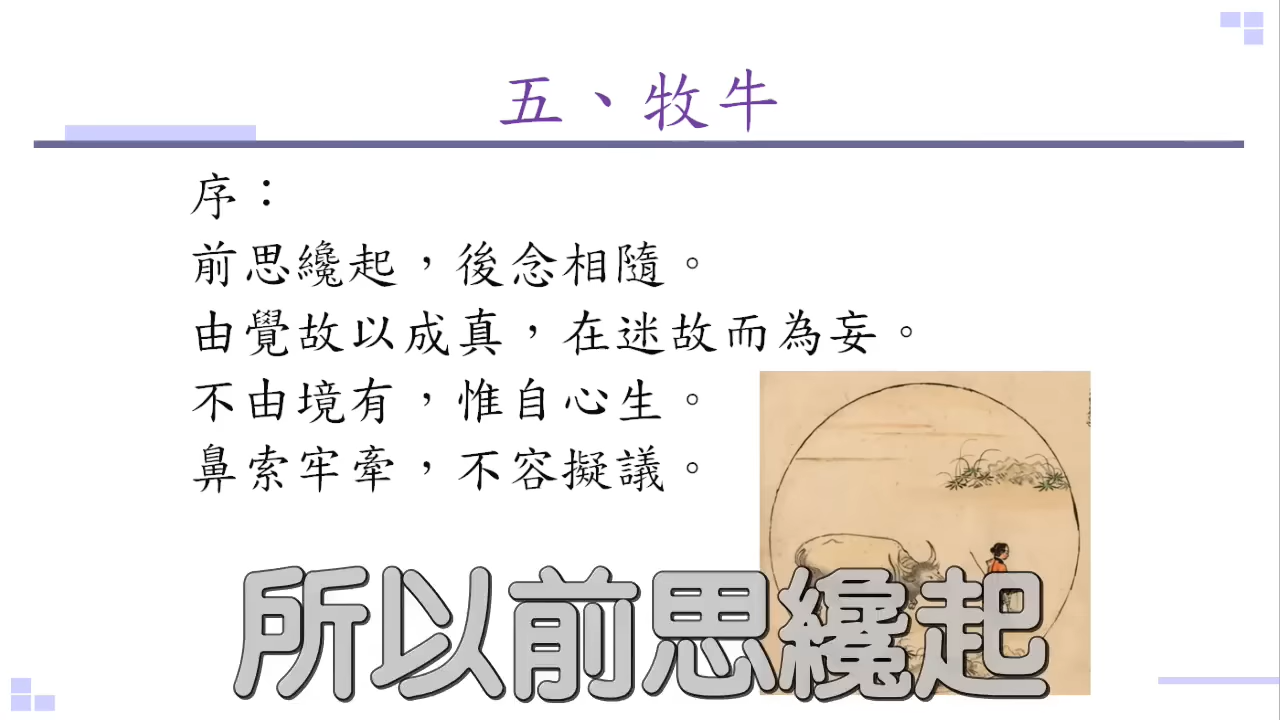 五、牧牛
序：
前思纔起，後念相隨。
由覺故以成真，在迷故而為妄。
不由境有，惟自心生。
鼻索牢牽，不容擬議。
所以前思纔起